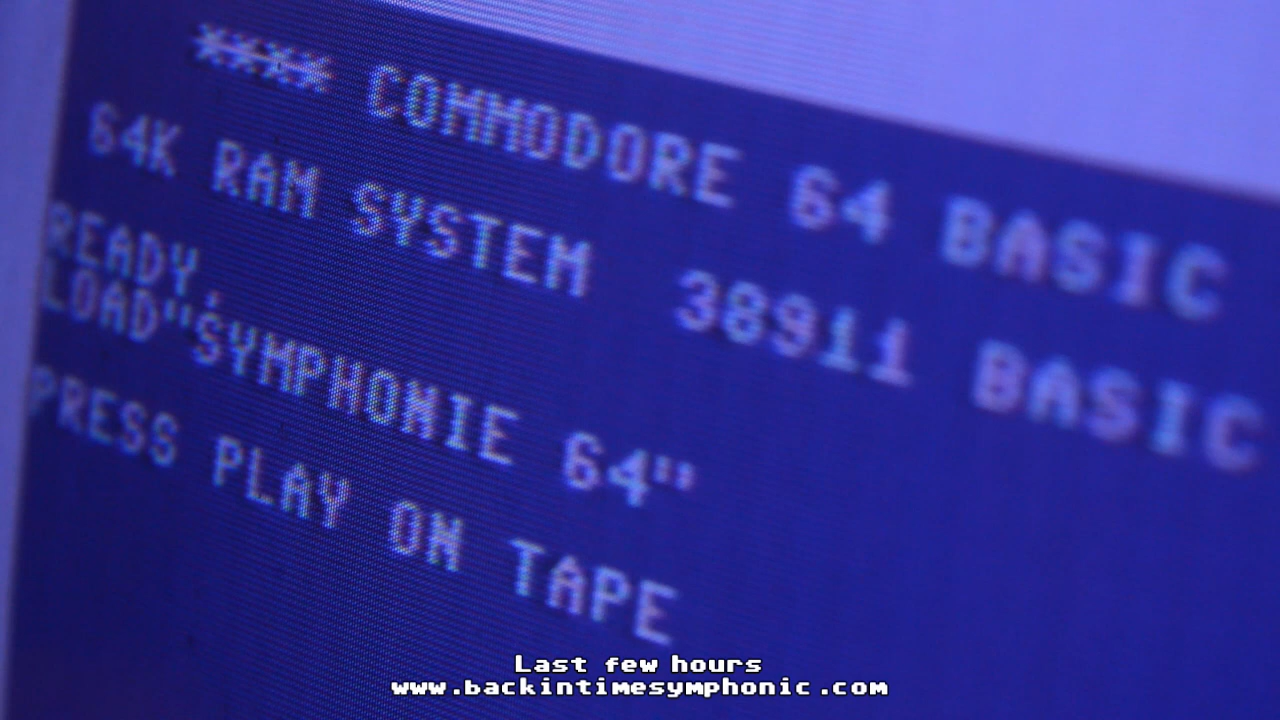 **** COMMODORE 64 BASIC
64K RAM SYSTEM 38911 BASIC
READY.
LOAD"SYMPHONIE 64"
PRESS PLAY ON TAPE
Last few hours
www.backintimesymphonic.com